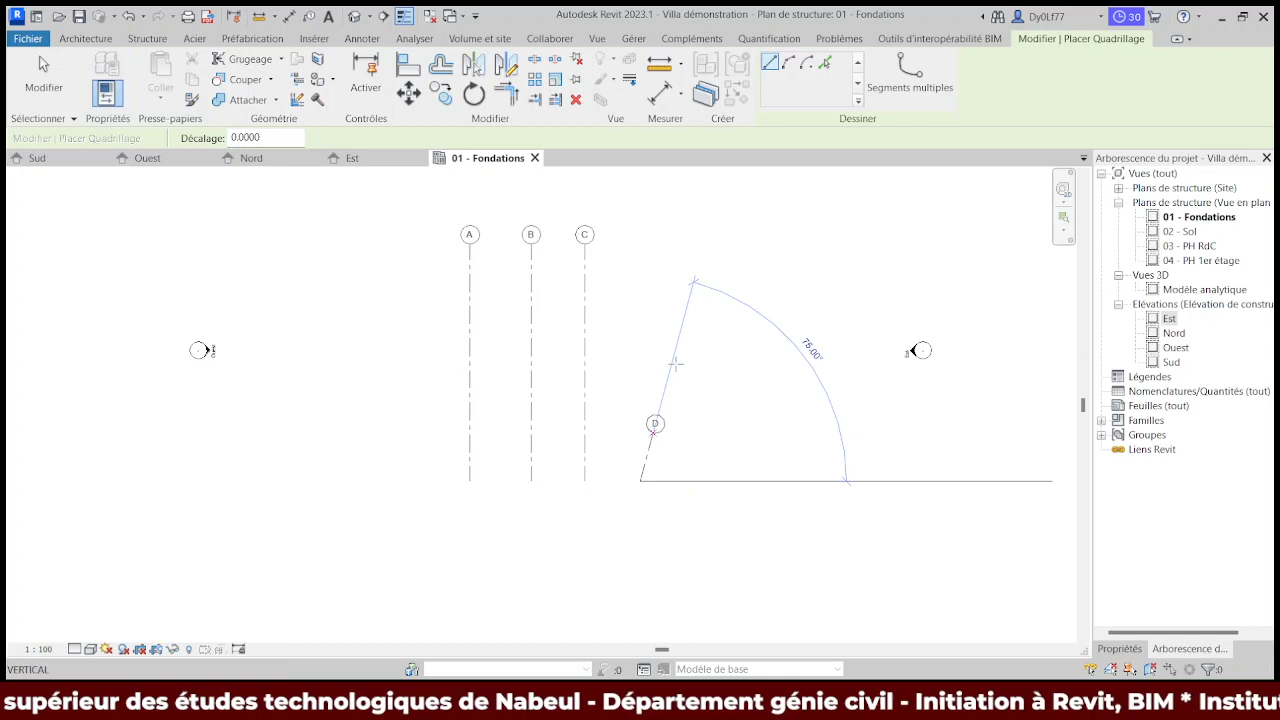 Autodesk Revit 2023.1 - Villa démonstration - Plan de structure: 01 - Fondations
Dy0Lf77
30
Fichier Architecture Structure Acier Préfabrication Insérer Annoter Analyser Volume et site Collaborer Vue Gérer Compléments Quantification Problèmes Outils d'interopérabilité BIM Modifier | Placer Quadrillage
Modifier
Coller
Grugeage
Couper
Attacher
Activer
Segments multiples
Sélectionner Propriétés Presse-papiers Géométrie Contrôles Modifier Vue Mesurer Créer Dessiner
Modifier | Placer Quadrillage Décalage: 0.0000
Sud Ouest Nord Est 01 - Fondations
Arborescence du projet - Villa dém...
Vues (tout)
Plans de structure (Site)
Plans de structure (Vue en plan
01 - Fondations
02 - Sol
03 - PH RdC
04 - PH 1er étage
Vues 3D
Modèle analytique
Elévations (Elévation de constru
Est
Nord
Ouest
Sud
Légendes
Nomenclatures/Quantités (tout)
Feuilles (tout)
Familles
Groupes
Liens Revit
A B C
75.00°
D
1 : 100
Propriétés Arborescence d...
VERTICAL
:0
Modèle de base
:0
supérieur des études technologiques de Nabeul - Département génie civil - Initiation à Revit, BIM * Institu